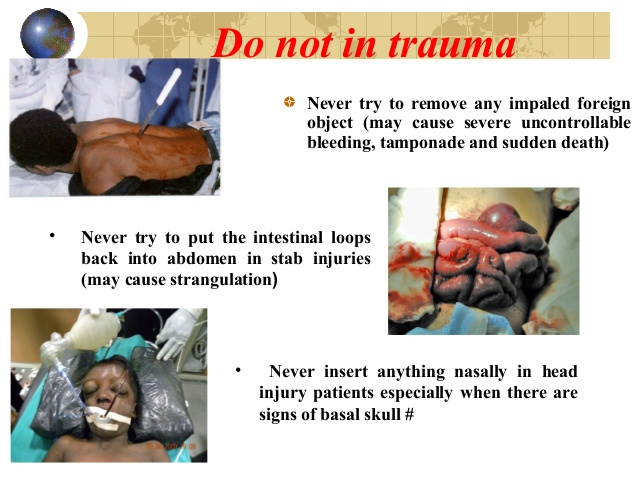 Do not in trauma
Never try to remove any impaled foreign
object (may cause severe uncontrollable
bleeding, tamponade and sudden death)
• Never try to put the intestinal loops
back into abdomen in stab injuries
(may cause strangulation)
• Never insert anything nasally in head
injury patients especially when there are
signs of basal skull #